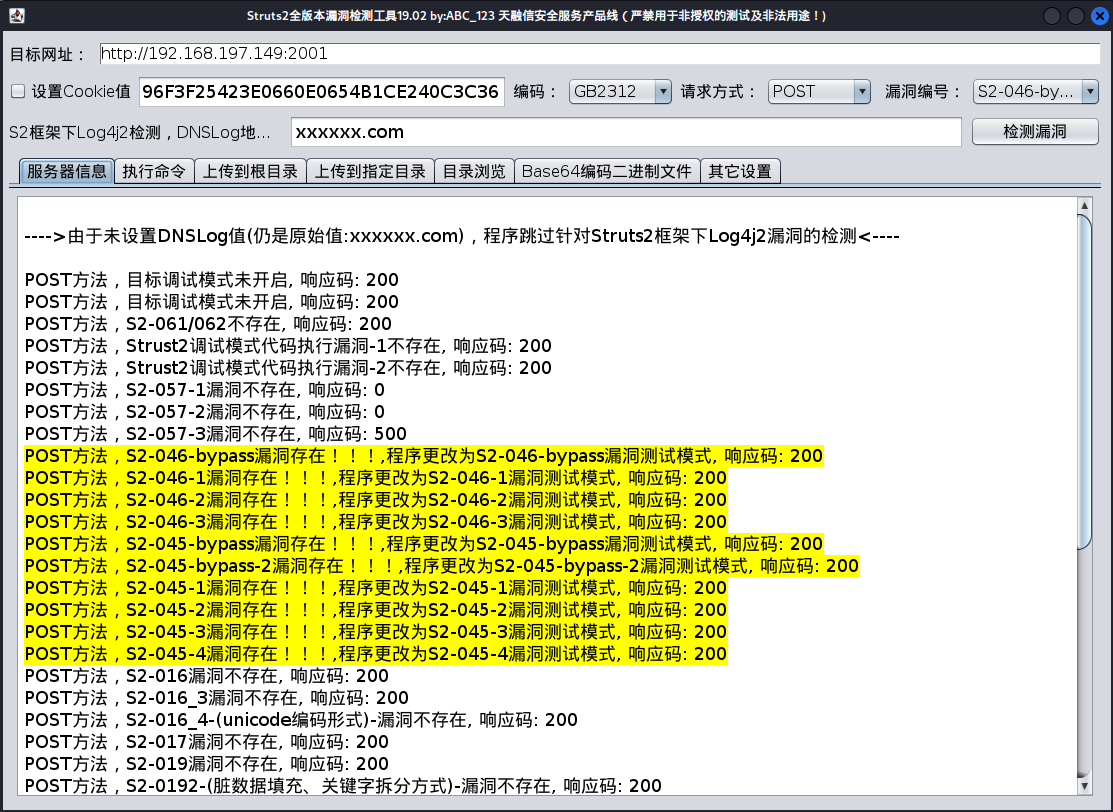 Struts2全版本漏洞检测工具19.02 by:ABC_123 天融信安全服务产品线（严禁用于非授权的测试及非法用途！)
目标网址： http://192.168.197.149:2001
设置Cookie值 96F3F25423E0660E0654B1CE240C3C36 编码： GB2312 请求方式： POST 漏洞编号： S2-046-by...
S2框架下Log4j2检测，DNSLog地... xxxxxx.com 检测漏洞
服务器信息 执行命令 上传到根目录 上传到指定目录 目录浏览 Base64编码二进制文件 其它设置
---->由于未设置DNSLog值(仍是原始值:xxxxxx.com)，程序跳过针对Struts2框架下Log4j2漏洞的检测<----
POST方法，目标调试模式未开启, 响应码: 200
POST方法，目标调试模式未开启, 响应码: 200
POST方法，S2-061/062不存在, 响应码: 200
POST方法，Strust2调试模式代码执行漏洞-1不存在, 响应码: 200
POST方法，Strust2调试模式代码执行漏洞-2不存在, 响应码: 200
POST方法，S2-057-1漏洞不存在, 响应码: 0
POST方法，S2-057-2漏洞不存在, 响应码: 0
POST方法，S2-057-3漏洞不存在, 响应码: 500
POST方法，S2-046-bypass漏洞存在！！！,程序更改为S2-046-bypass漏洞测试模式, 响应码: 200
POST方法，S2-046-1漏洞存在！！！,程序更改为S2-046-1漏洞测试模式, 响应码: 200
POST方法，S2-046-2漏洞存在！！！,程序更改为S2-046-2漏洞测试模式, 响应码: 200
POST方法，S2-046-3漏洞存在！！！,程序更改为S2-046-3漏洞测试模式, 响应码: 200
POST方法，S2-045-bypass漏洞存在！！！,程序更改为S2-045-bypass漏洞测试模式, 响应码: 200
POST方法，S2-045-bypass-2漏洞存在！！！,程序更改为S2-045-bypass-2漏洞测试模式, 响应码: 200
POST方法，S2-045-1漏洞存在！！！,程序更改为S2-045-1漏洞测试模式, 响应码: 200
POST方法，S2-045-2漏洞存在！！！,程序更改为S2-045-2漏洞测试模式, 响应码: 200
POST方法，S2-045-3漏洞存在！！！,程序更改为S2-045-3漏洞测试模式, 响应码: 200
POST方法，S2-045-4漏洞存在！！！,程序更改为S2-045-4漏洞测试模式, 响应码: 200
POST方法，S2-016漏洞不存在, 响应码: 200
POST方法，S2-016_3漏洞不存在, 响应码: 200
POST方法，S2-016_4-(unicode编码形式)-漏洞不存在, 响应码: 200
POST方法，S2-017漏洞不存在, 响应码: 200
POST方法，S2-019漏洞不存在, 响应码: 200
POST方法，S2-0192-(脏数据填充、关键字拆分方式)-漏洞不存在, 响应码: 200